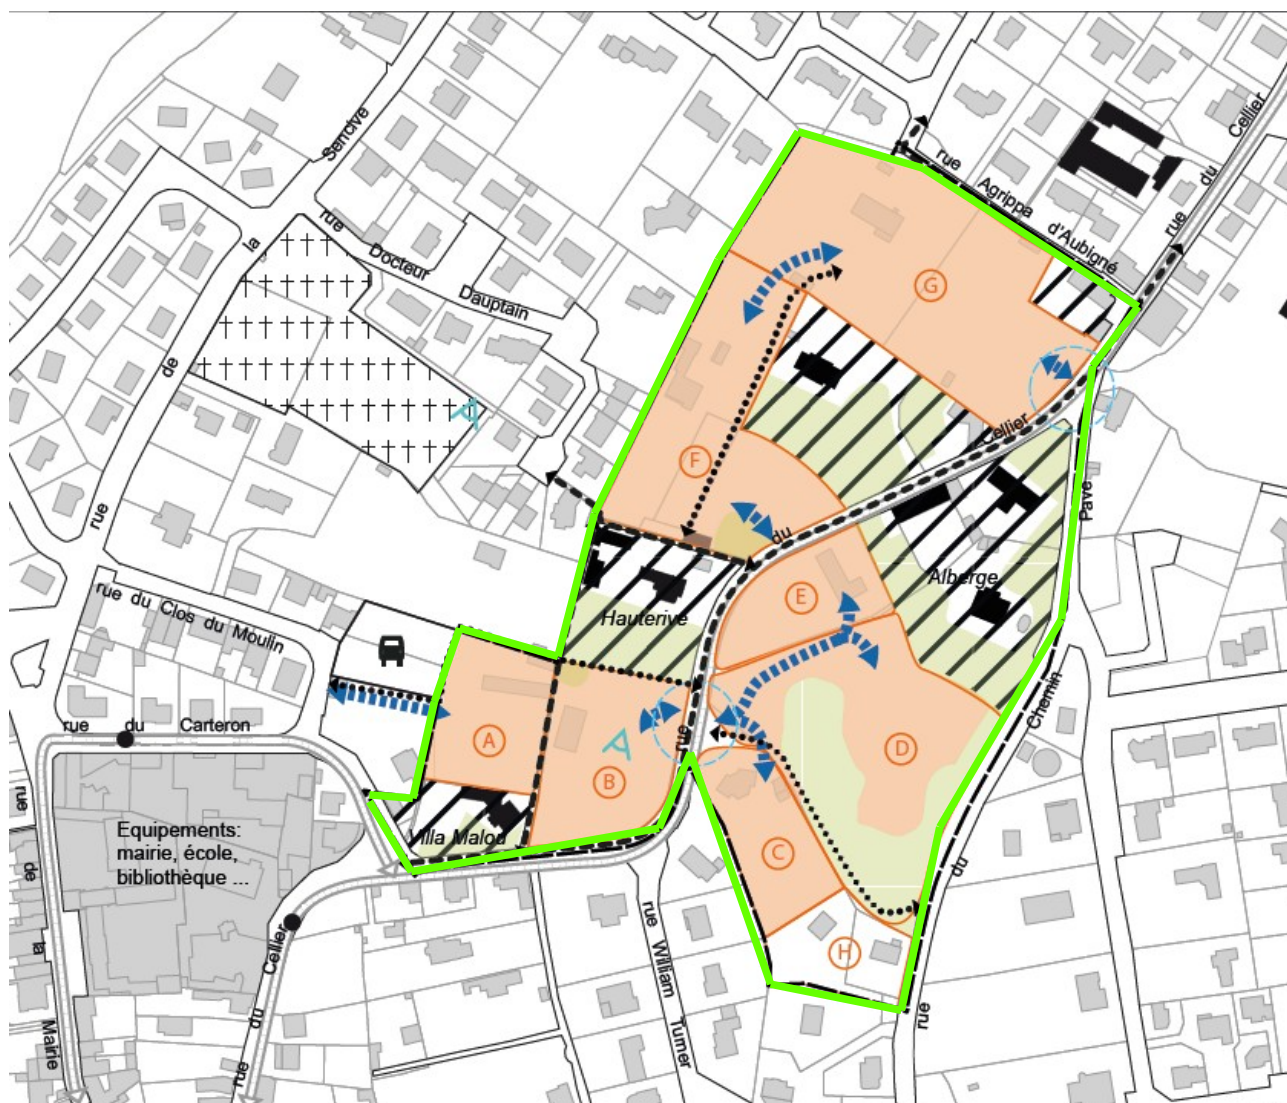 Sencive
la
de
rue
rue
Docteur
Dauptain
rue
Agrippa
d'Aubigné
Cellier
du
rue
G
Cellier
du
rue
F
Pavé
Alberge
E
Hauterive
rue du Clos du Moulin
rue
du
Carteron
A
B
D
Chemin
du
rue
Villa Malou
C
H
Equipements:
mairie, école,
bibliothèque ...
rue
de
la
Mairie
Cellier
du
rue
rue William Turner